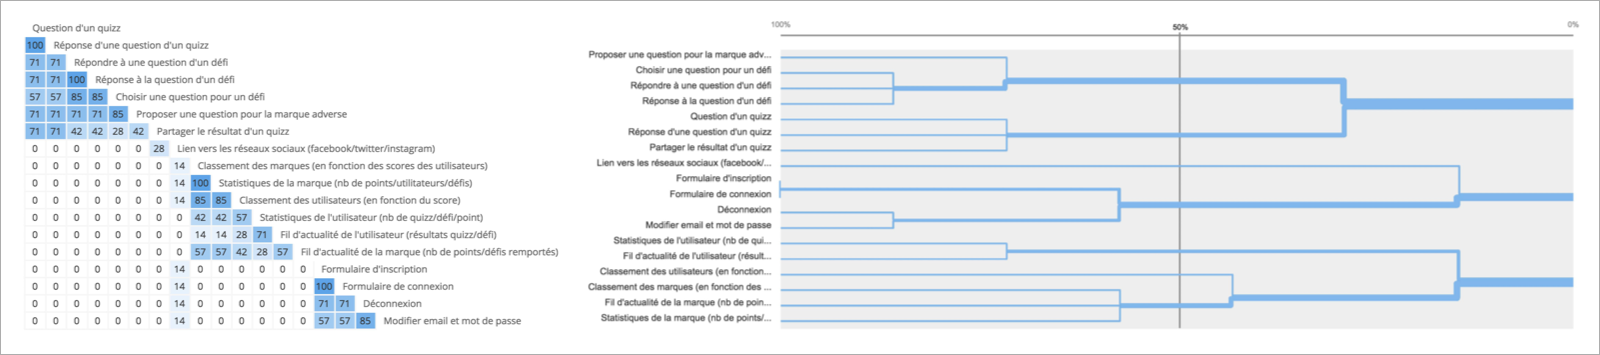 Question d'un quizz
100 Réponse d'une question d'un quizz
71 71 Répondre à une question d'un défi
71 71 100 Réponse à la question d'un défi
57 57 85 85 Choisir une question pour un défi
71 71 71 71 85 Proposer une question pour la marque adverse
71 71 42 42 28 42 Partager le résultat d'un quizz
0 0 0 0 0 0 28 Lien vers les réseaux sociaux (facebook/twitter/instagram)
0 0 0 0 0 0 0 14 Classement des marques (en fonction des scores des utilisateurs)
0 0 0 0 0 0 0 14 100 Statistiques de la marque (nb de points/utilitateurs/défis)
0 0 0 0 0 0 0 14 85 85 Classement des utilisateurs (en fonction du score)
0 0 0 0 0 0 0 0 42 42 57 Statistiques de l'utilisateur (nb de quizz/défi/point)
0 0 0 0 0 0 0 0 14 14 28 71 Fil d'actualité de l'utilisateur (résultats quizz/défi)
0 0 0 0 0 0 0 0 57 57 42 28 57 Fil d'actualité de la marque (nb de points/défis remportés)
0 0 0 0 0 0 0 14 0 0 0 0 0 0 Formulaire d'inscription
0 0 0 0 0 0 0 14 0 0 0 0 0 0 100 Formulaire de connexion
0 0 0 0 0 0 0 14 0 0 0 0 0 0 71 71 Déconnexion
0 0 0 0 0 0 0 14 0 0 0 0 0 0 57 57 85 Modifier email et mot de passe
100% 50% 0%
Proposer une question pour la marque adv...
Choisir une question pour un défi
Répondre à une question d'un défi
Réponse à la question d'un défi
Question d'un quizz
Réponse d'une question d'un quizz
Partager le résultat d'un quizz
Lien vers les réseaux sociaux (facebook/...
Formulaire d'inscription
Formulaire de connexion
Déconnexion
Modifier email et mot de passe
Statistiques de l'utilisateur (nb de qui...
Fil d'actualité de l'utilisateur (résult...
Classement des utilisateurs (en fonction...
Classement des marques (en fonction des ...
Fil d'actualité de la marque (nb de poin...
Statistiques de la marque (nb de points/...